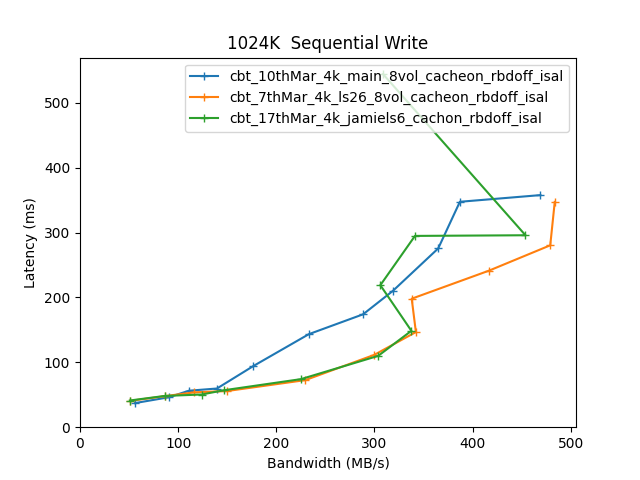 1024K  Sequential Write
cbt_10thMar_4k_main_8vol_cacheon_rbdoff_isal
cbt_7thMar_4k_ls26_8vol_cacheon_rbdoff_isal
cbt_17thMar_4k_jamiels6_cachon_rbdoff_isal
500
400
300
200
100
0
Latency (ms)
0 100 200 300 400 500
Bandwidth (MB/s)